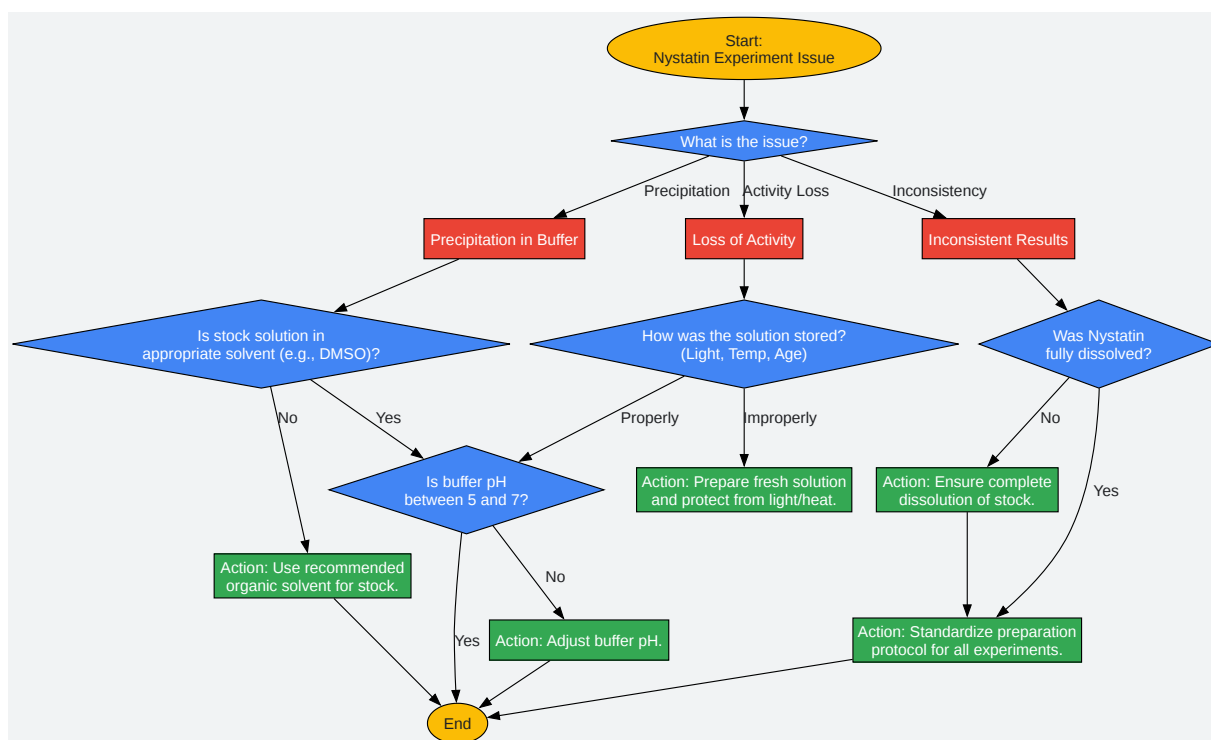 Start:
Nystatin Experiment Issue
What is the issue?
Precipitation
Activity Loss
Inconsistency
Precipitation in Buffer
Loss of Activity
Inconsistent Results
Is stock solution in
appropriate solvent (e.g., DMSO)?
How was the solution stored?
(Light, Temp, Age)
Was Nystatin
fully dissolved?
No
Yes
Properly
Improperly
No
Is buffer pH
between 5 and 7?
Action: Prepare fresh solution
and protect from light/heat.
Action: Ensure complete
dissolution of stock.
Yes
Action: Use recommended
organic solvent for stock.
No
Yes
Action: Adjust buffer pH.
Action: Standardize preparation
protocol for all experiments.
End